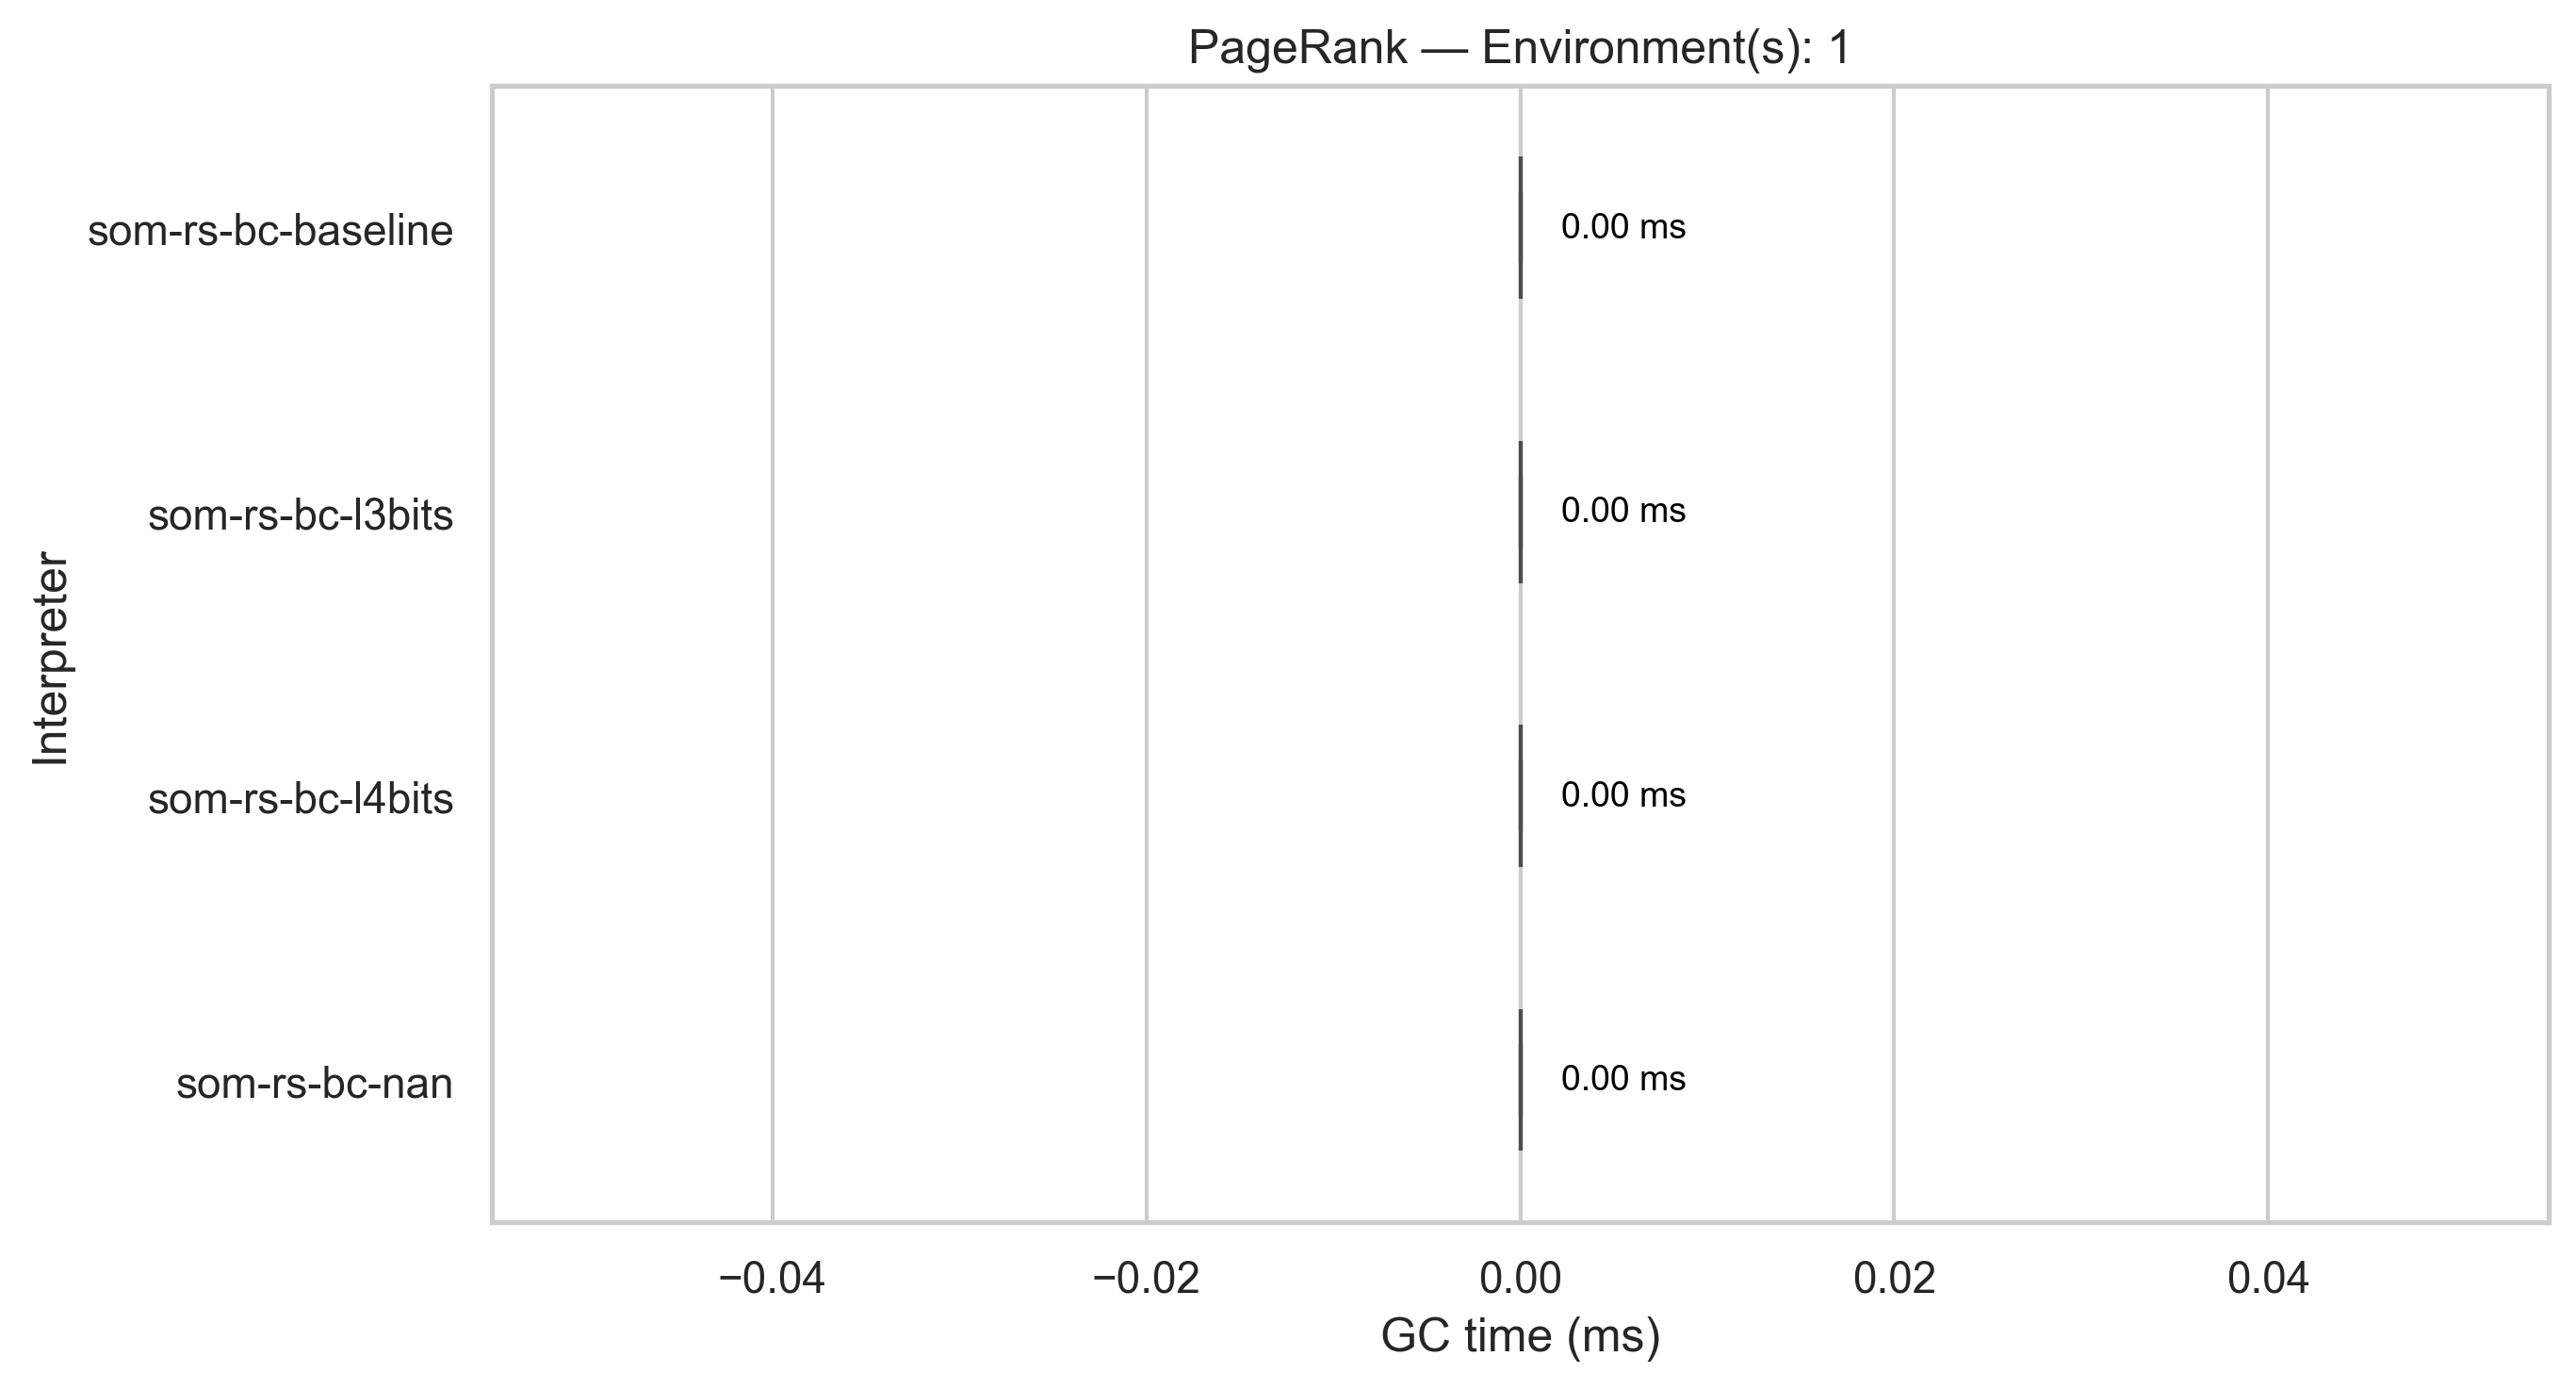 PageRank — Environment(s): 1
som-rs-bc-baseline
0.00 ms
som-rs-bc-l3bits
0.00 ms
Interpreter
som-rs-bc-l4bits
0.00 ms
som-rs-bc-nan
0.00 ms
−0.04
−0.02
0.00
0.02
0.04
GC time (ms)